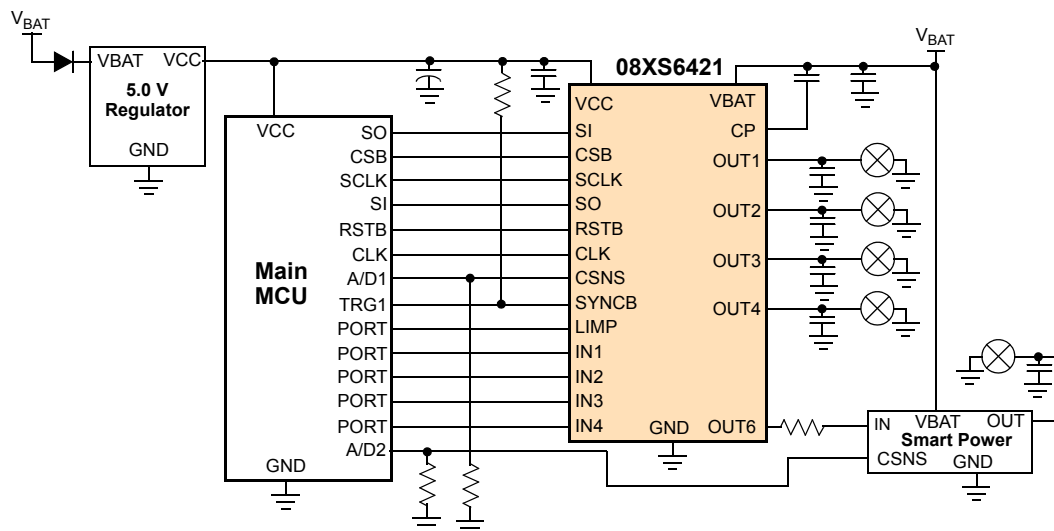 VBAT
VBAT VCC
5.0 V
Regulator
GND
VCC
SO
CSB
SCLK
SI
RSTB
CLK
A/D1
TRG1
PORT
PORT
PORT
PORT
PORT
A/D2
Main
MCU
GND
08XS6421
VCC
SI
CSB
SCLK
SO
RSTB
CLK
CSNS
SYNCB
LIMP
IN1
IN2
IN3
IN4
GND
VBAT
CP
OUT1
OUT2
OUT3
OUT4
OUT6
VBAT
IN VBAT OUT
Smart Power
CSNS GND